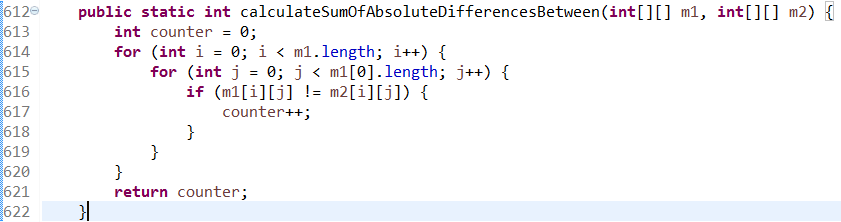 612 public static int calculateSumOfAbsoluteDifferencesBetween(int[][] m1, int[][] m2) {
613 int counter = 0;
614 for (int i = 0; i < m1.length; i++) {
615 for (int j = 0; j < m1[0].length; j++) {
616 if (m1[i][j] != m2[i][j]) {
617 counter++;
618 }
619 }
620 }
621 return counter;
622 }